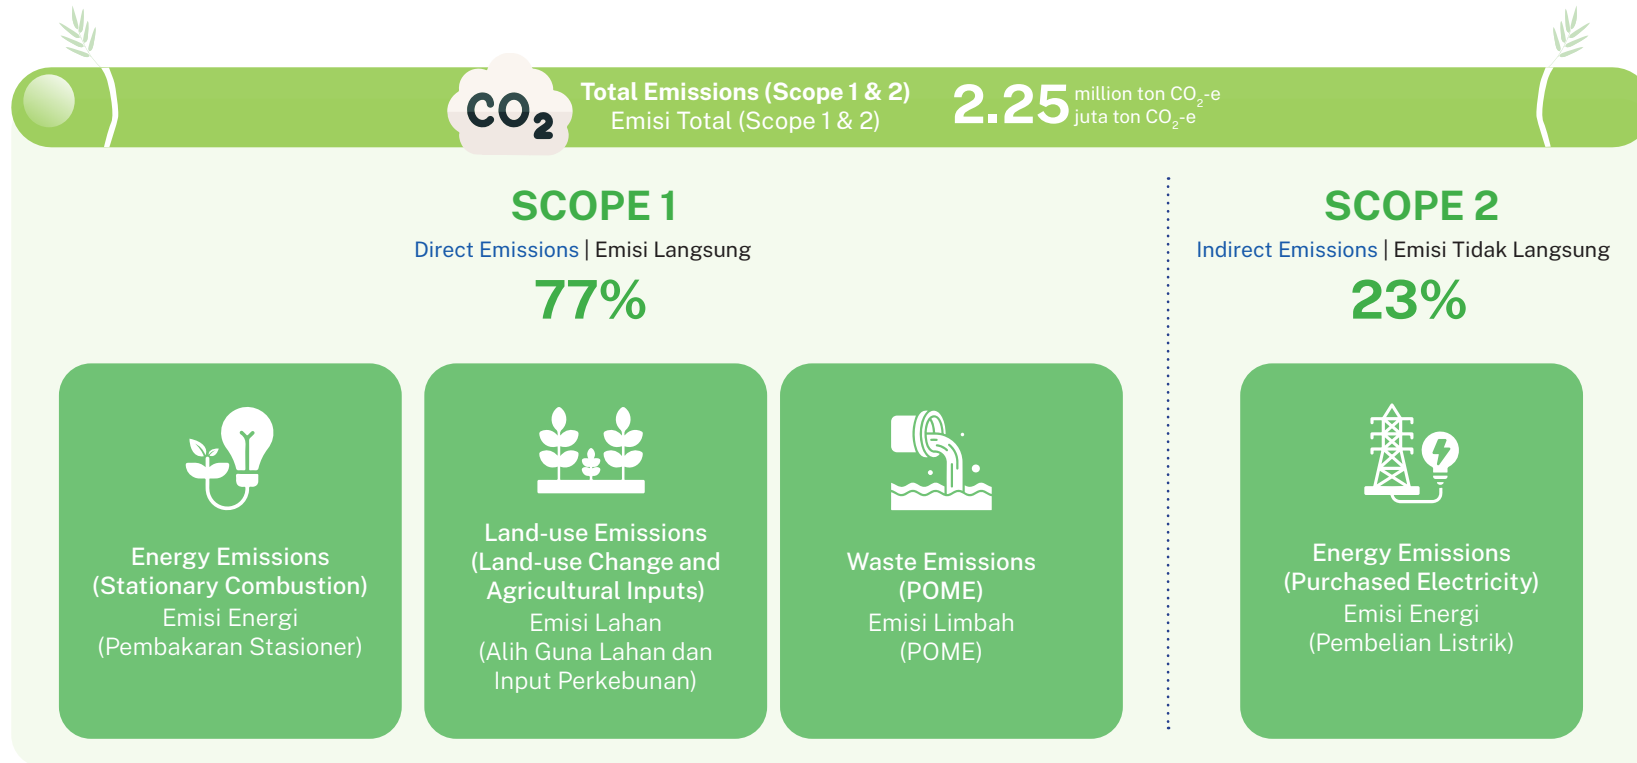 CO2
Total Emissions (Scope 1 & 2)
Emisi Total (Scope 1 & 2)
2.25
million ton CO2-e
juta ton CO2-e
SCOPE 1
Direct Emissions | Emisi Langsung
77%
Energy Emissions
(Stationary Combustion)
Emisi Energi
(Pembakaran Stasioner)
Land-use Emissions
(Land-use Change and
Agricultural Inputs)
Emisi Lahan
(Alih Guna Lahan dan
Input Perkebunan)
Waste Emissions
(POME)
Emisi Limbah
(POME)
SCOPE 2
Indirect Emissions | Emisi Tidak Langsung
23%
Energy Emissions
(Purchased Electricity)
Emisi Energi
(Pembelian Listrik)